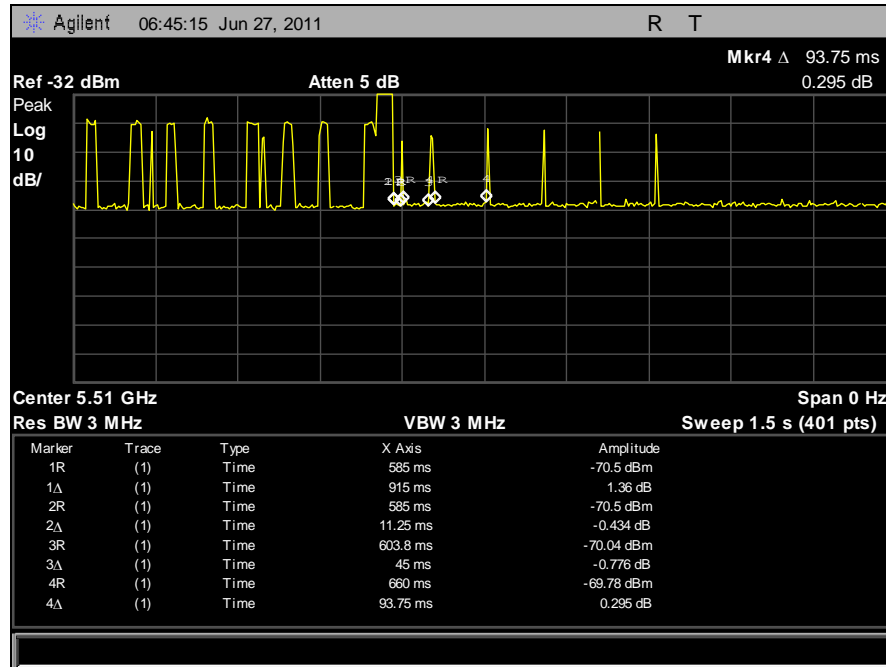 Agilent 06:45:15 Jun 27, 2011 R T
Mkr4 Δ 93.75 ms
Ref -32 dBm Atten 5 dB 0.295 dB
Peak
Log
10
dB/
Center 5.51 GHz Span 0 Hz
Res BW 3 MHz VBW 3 MHz Sweep 1.5 s (401 pts)
Marker Trace Type X Axis Amplitude
1R (1) Time 585 ms -70.5 dBm
1Δ (1) Time 915 ms 1.36 dB
2R (1) Time 585 ms -70.5 dBm
2Δ (1) Time 11.25 ms -0.434 dB
3R (1) Time 603.8 ms -70.04 dBm
3Δ (1) Time 45 ms -0.776 dB
4R (1) Time 660 ms -69.78 dBm
4Δ (1) Time 93.75 ms 0.295 dB